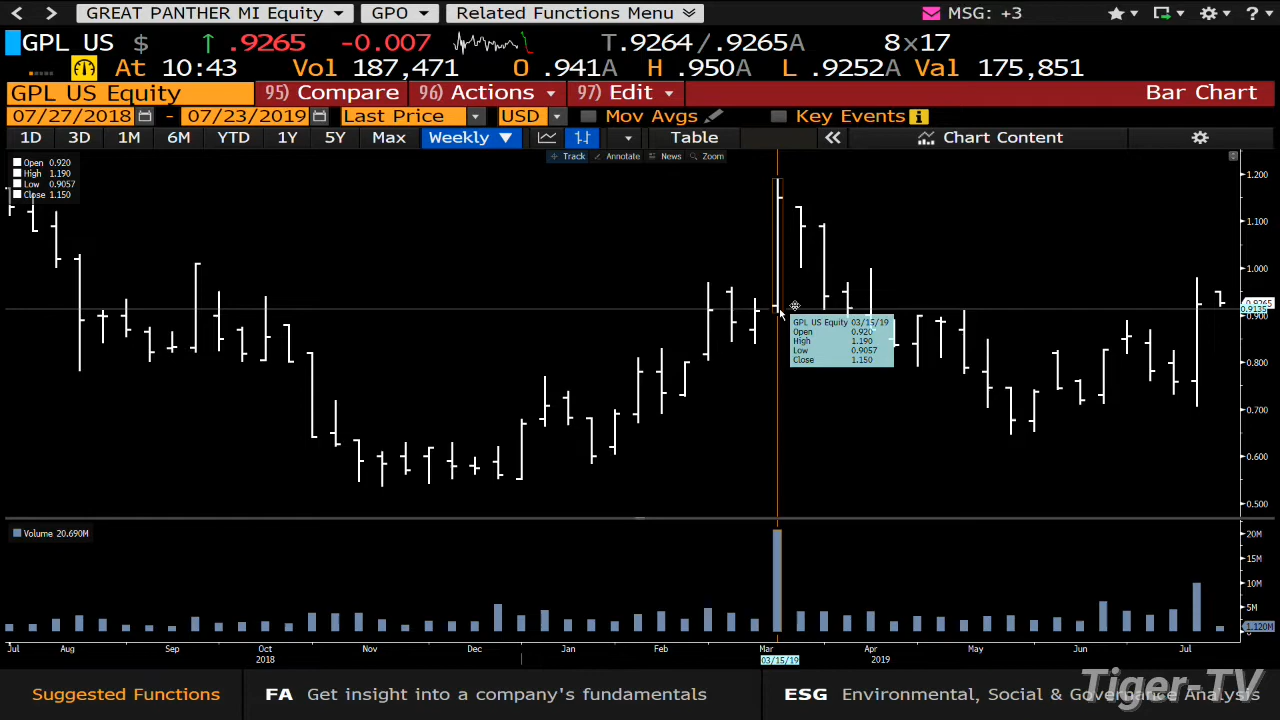 GREAT PANTHER MI Equity GPO Related Functions Menu MSG: +3 ?
GPL US $ ↑ .9265 -0.007 T.9264/.9265A 8x17
At 10:43 Vol 187,471 O .941A H .950A L .9252A Val 175,851
GPL US Equity 95) Compare 96) Actions 97) Edit Bar Chart
07/27/2018 - 07/23/2019 Last Price USD Mov Avgs Key Events i
1D 3D 1M 6M YTD 1Y 5Y Max Weekly ▼ Table « Chart Content
Track Annotate News Zoom
Open 0.920
High 1.190
Low 0.9057
Close 1.150
1.200
1.100
1.000
0.9265
0.9135
0.900
0.800
0.700
0.600
0.500
GPL US Equity 03/15/19
Open 0.920
High 1.190
Low 0.9057
Close 1.150
Volume 20.690M
20M
15M
10M
5M
1.120M
0
Jul Aug Sep Oct Nov Dec Jan Feb Mar Apr May Jun Jul
2018 03/15/19 2019
Suggested Functions FA Get insight into a company's fundamentals ESG Environmental, Social & Governance Analysis
Tiger-TV